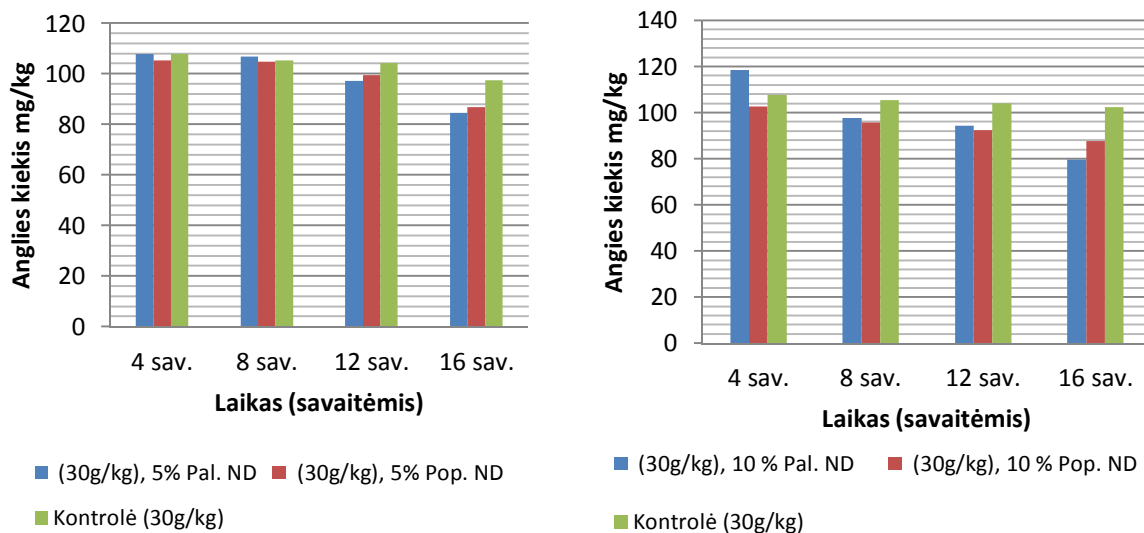 Anglies kiekis mg/kg
120
100
80
60
40
20
0
4 sav. 8 sav. 12 sav. 16 sav.
Laikas (savaitėmis)
(30g/kg), 5% Pal. ND (30g/kg), 5% Pop. ND
Kontrolė (30g/kg)
Angies kiekis mg/kg
140
120
100
80
60
40
20
0
4 sav. 8 sav. 12 sav. 16 sav.
Laikas (savaitėmis)
(30g/kg), 10 % Pal. ND (30g/kg), 10 % Pop. ND
Kontrolė (30g/kg)